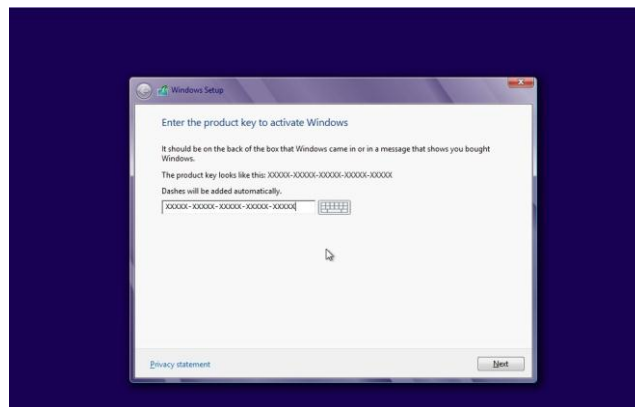 Windows Setup
Enter the product key to activate Windows
It should be on the back of the box that Windows came in or in a message that shows you bought
Windows.
The product key looks like this: XXXXX-XXXXX-XXXXX-XXXXX-XXXXX
Dashes will be added automatically.
XXXXX-XXXXX-XXXXX-XXXXX-XXXXX
Privacy statement
Next